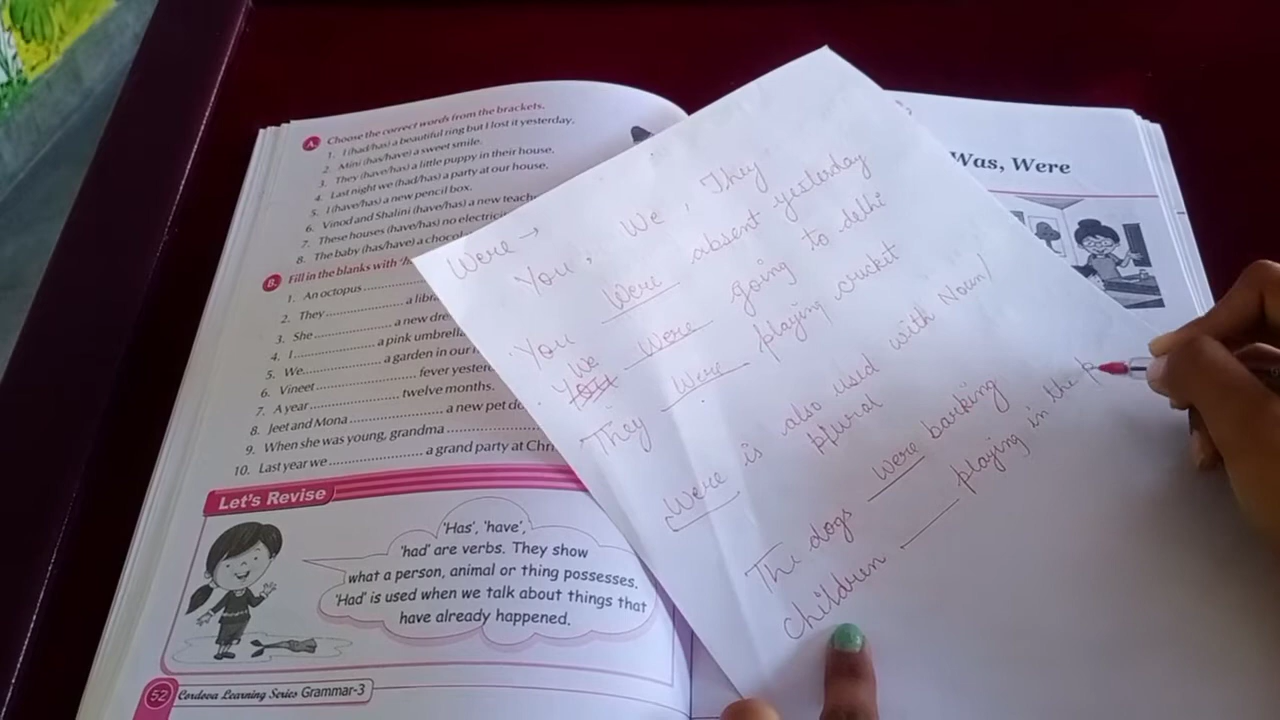 A. Choose the correct words from the brackets.
1. I (had/has) a beautiful ring but I lost it yesterday.
2. Mini (has/have) a sweet smile.
3. They (have/has) a little puppy in their house.
4. Last night we (had/has) a party at our house.
5. I (have/has) a new pencil box.
6. Vinod and Shalini (have/has) a new
7. These houses (have/has) no
8. The baby (has/have) a
B. Fill in the blanks with
1. An octopus
2. They a
3. She a new
4. I a pink
5. We a garden in our
6. Vineet fever
7. A year twelve months.
8. Jeet and Mona a new pet
9. When she was young, grandma
10. Last year we a grand party at
Let's Revise
'Has', 'have',
'had' are verbs. They show
what a person, animal or thing possesses.
'Had' is used when we talk about things that
have already happened.
52 Cordova Learning Series Grammar-3
Was, Were
Were →
You, We, They
You were absent yesterday
We were going to delhi
They were playing cricket
Were is also used with Noun/
plural
The dogs were barking
children ___ playing in the p